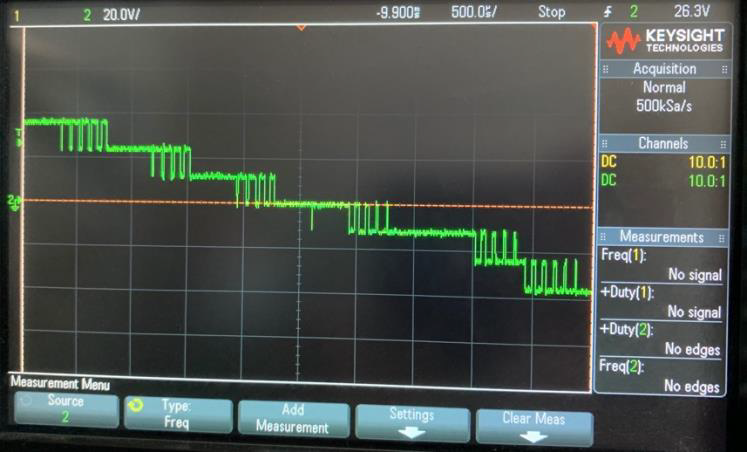 1 2 20.0V/ -9.900s 500.0s/ Stop 2 26.3V
KEYSIGHT
TECHNOLOGIES
Acquisition
Normal
500kSa/s
Channels
DC 10.0:1
DC 10.0:1
Measurements
Freq(1):
No signal
+Duty(1):
No signal
+Duty(2):
No edges
Freq(2):
No edges
T
2
Measurement Menu
Source
2
Type:
Freq
Add
Measurement
Settings
Clear Meas